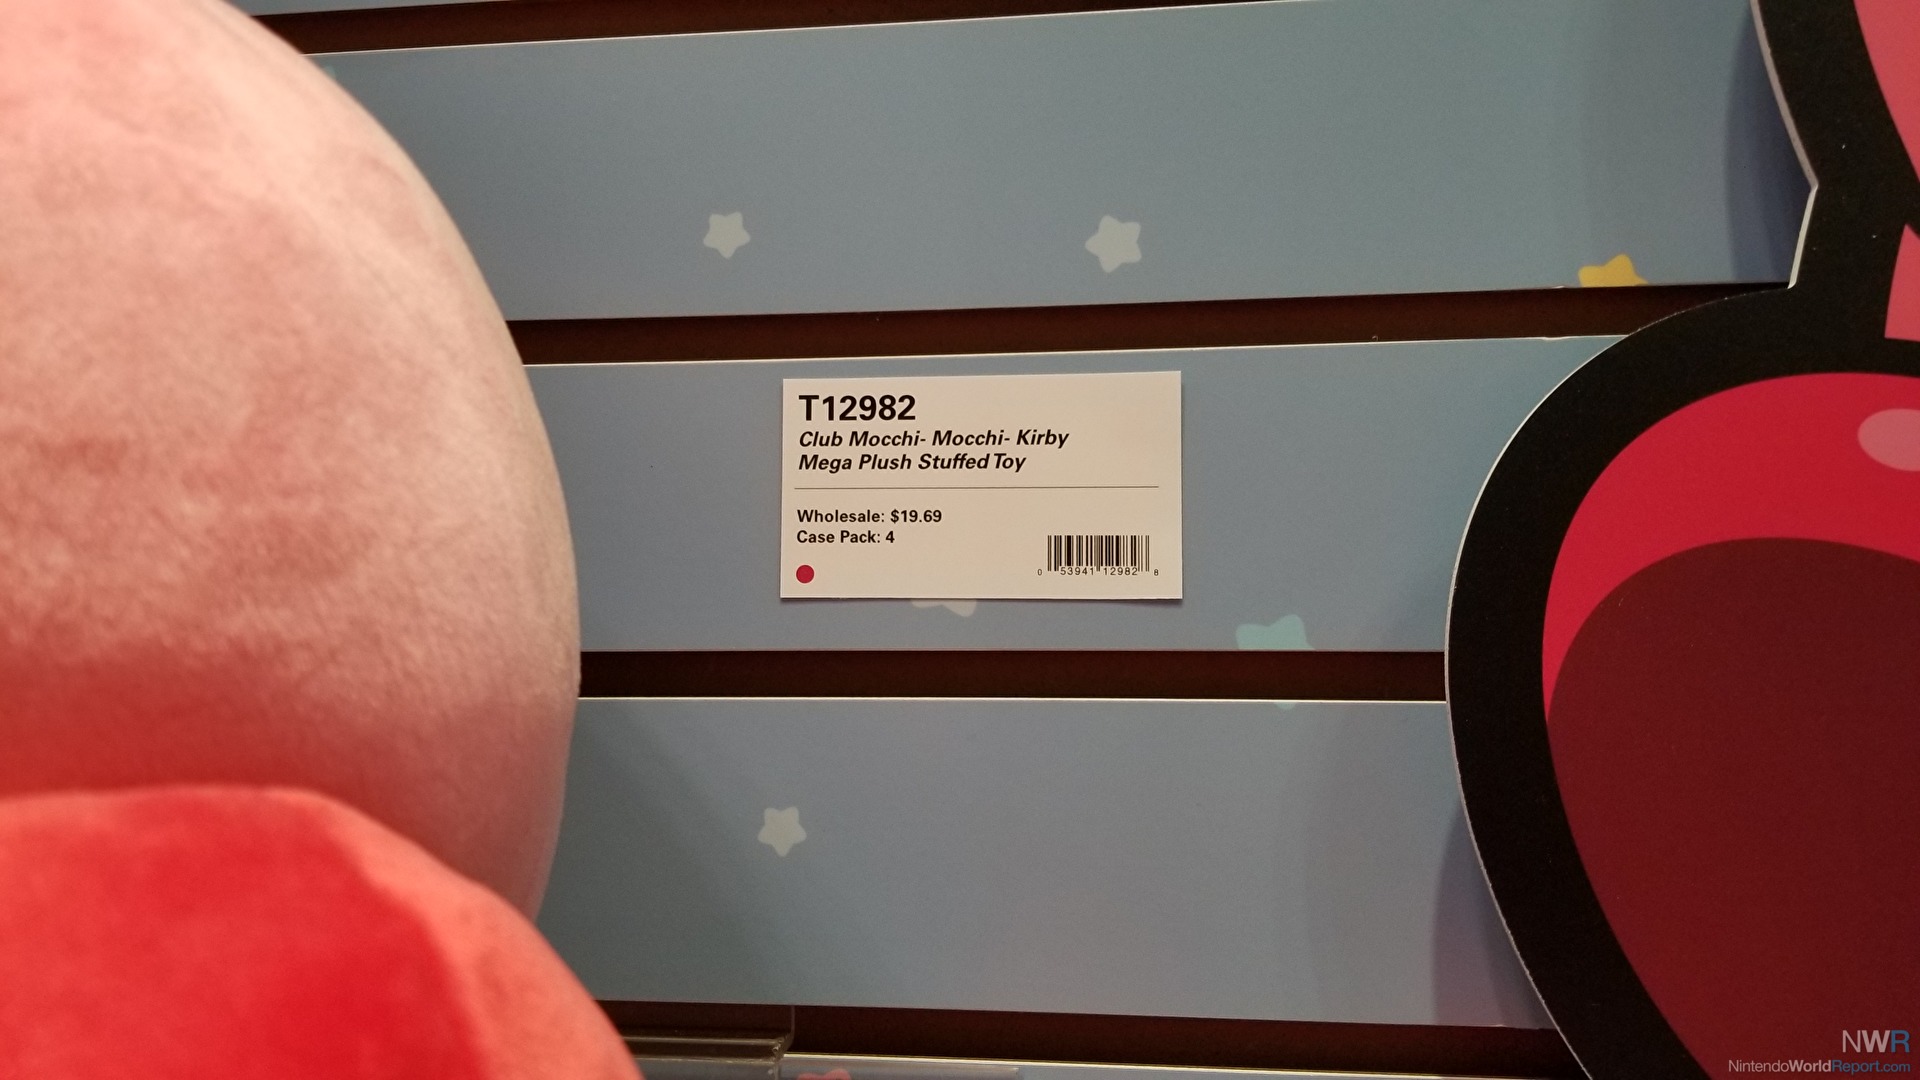 T12982
Club Mocchi- Mocchi- Kirby
Mega Plush Stuffed Toy
Wholesale: $19.69
Case Pack: 4
0 53941 12982 8
NWR
NintendoWorldReport.com